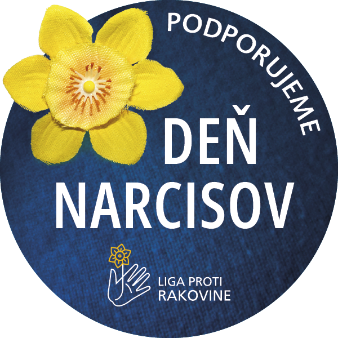 PODPORUJEME
DEŇ
NARCISOV
LIGA PROTI
RAKOVINE